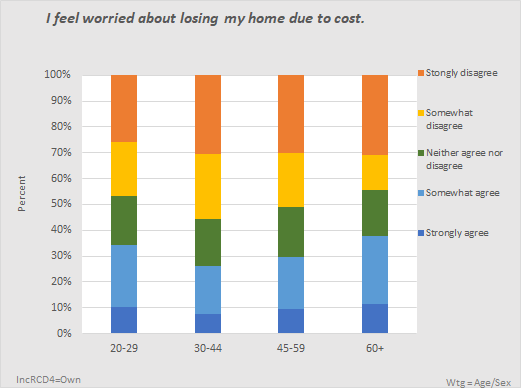 I feel worried about losing my home due to cost.
100%
90%
80%
70%
60%
50%
40%
30%
20%
10%
0%
Percent
20-29
30-44
45-59
60+
Stongly disagree
Somewhat
disagree
Neither agree nor
disagree
Somewhat agree
Strongly agree
IncRCD4=Own
Wtg = Age/Sex